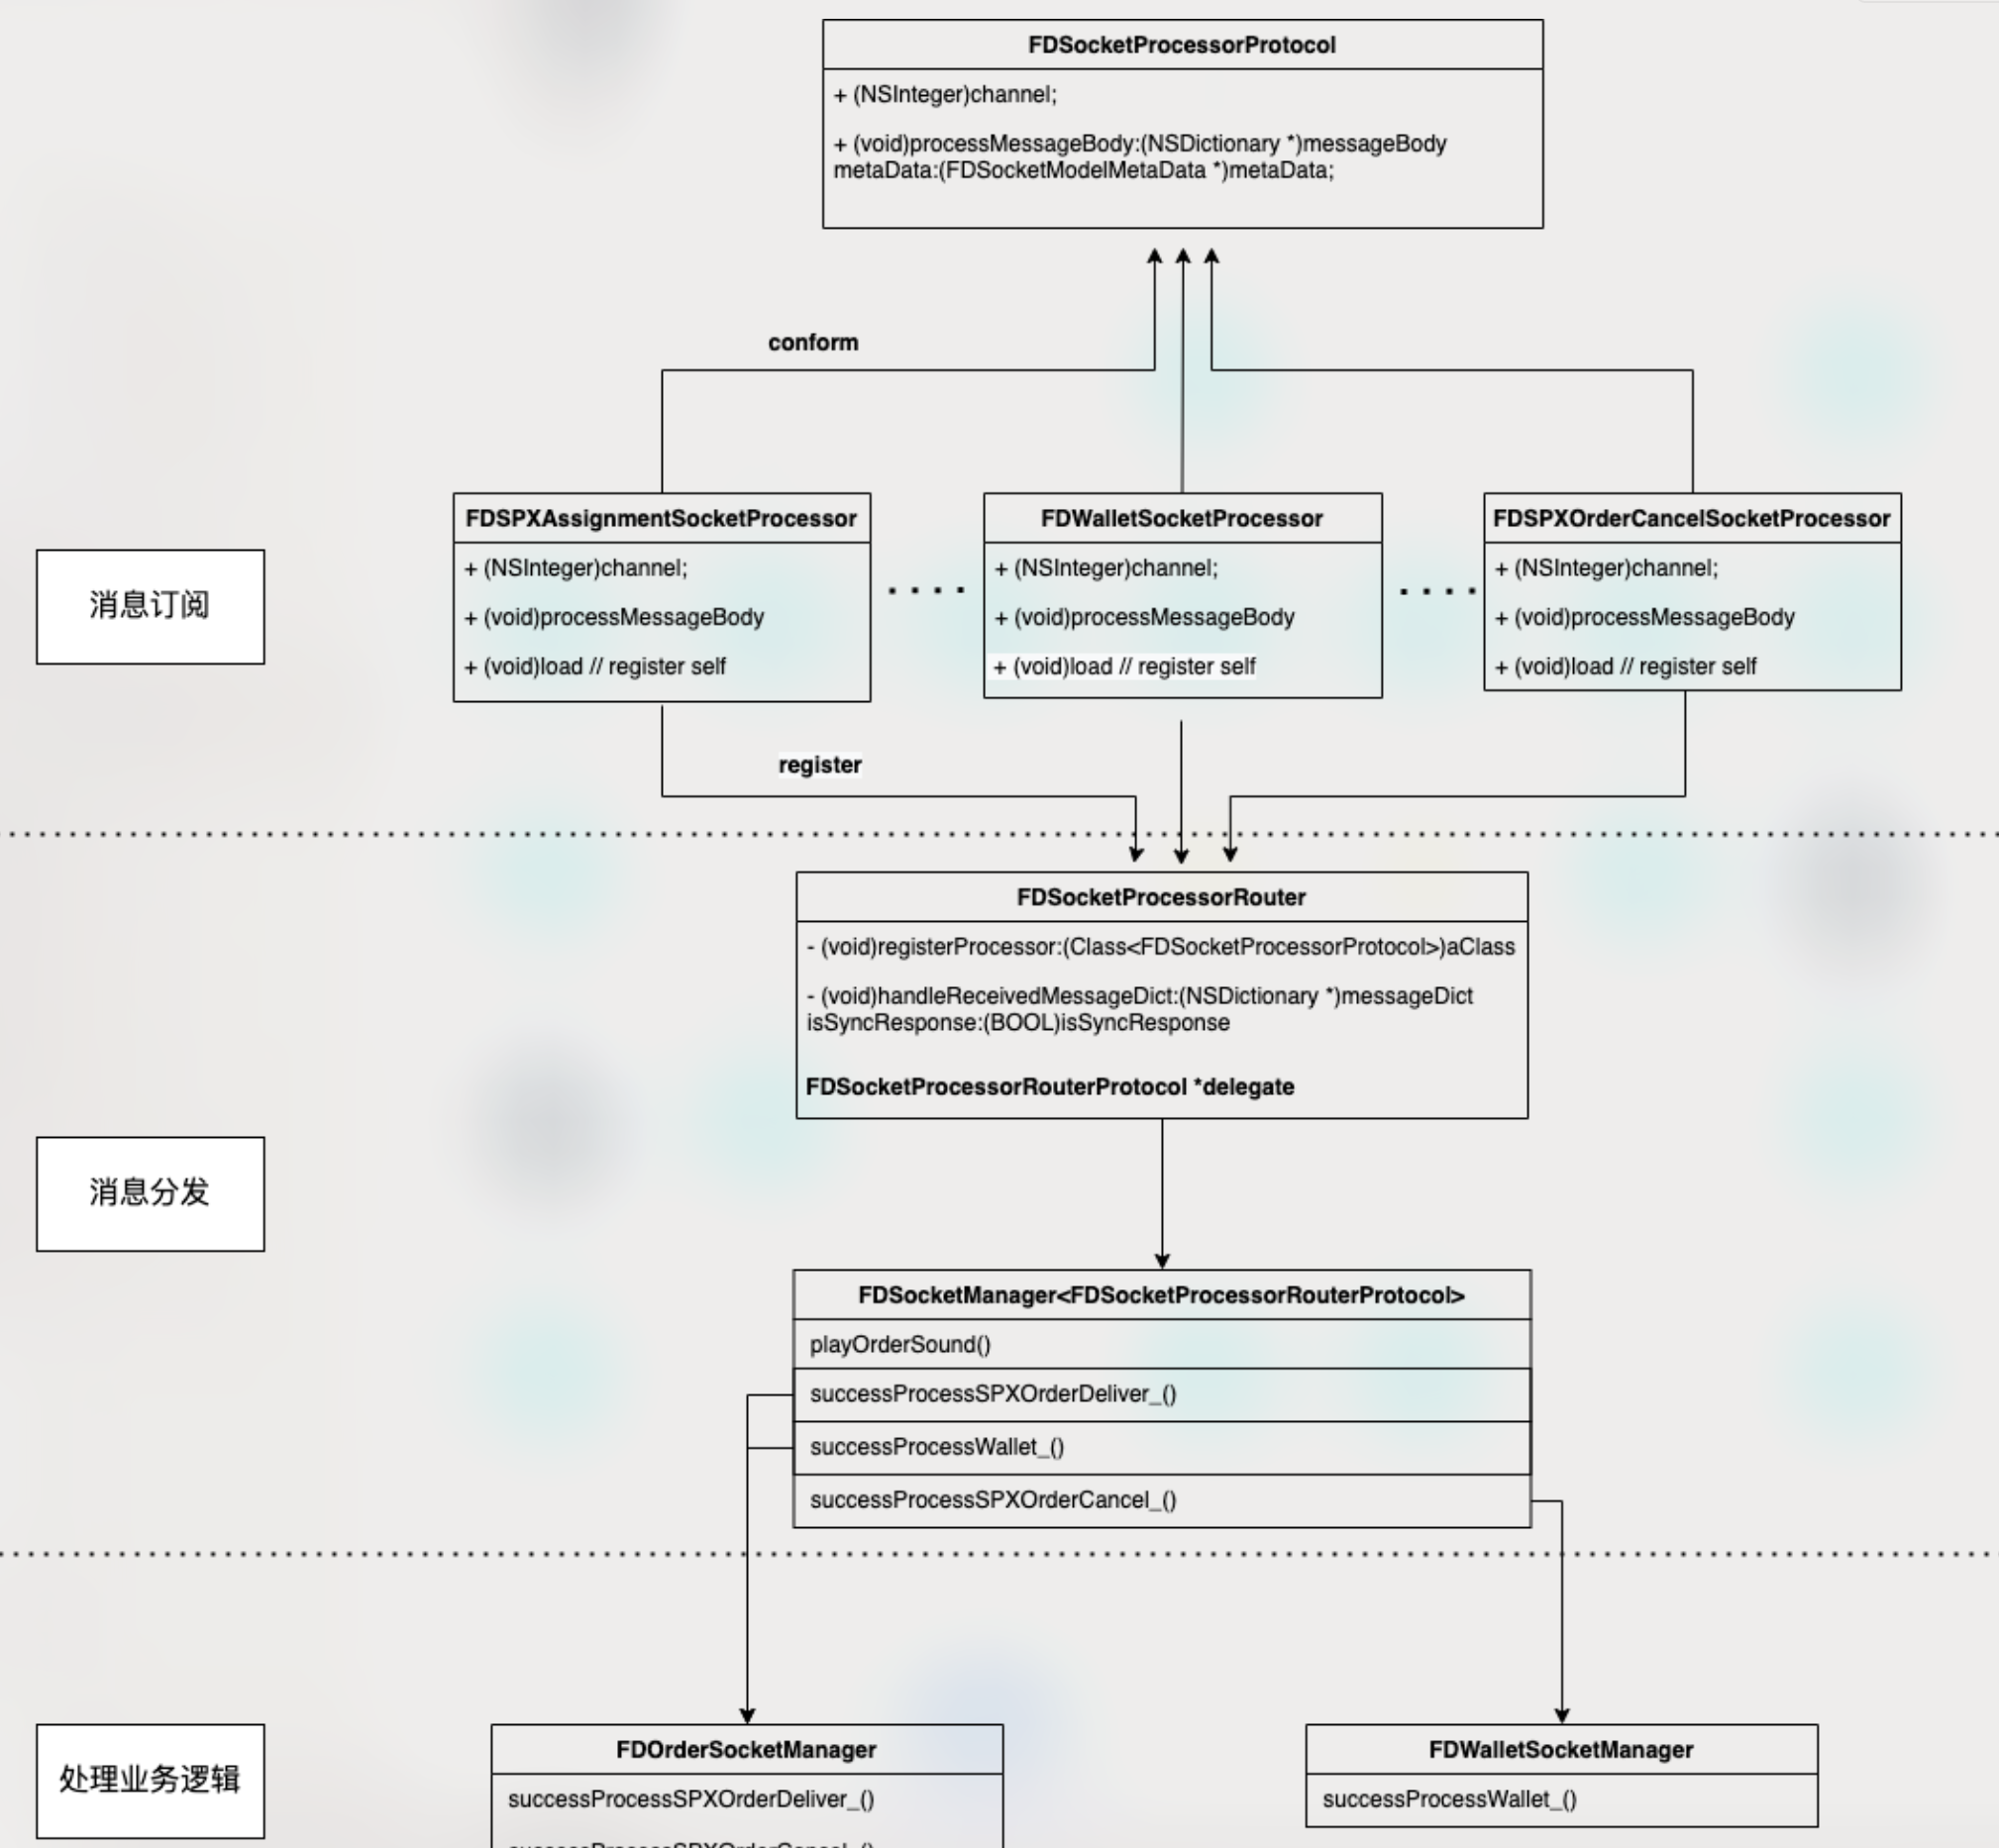 FDSocketProcessorProtocol
+ (NSInteger)channel;
+ (void)processMessageBody:(NSDictionary *)messageBody
metaData:(FDSocketModelMetaData *)metaData;
conform
消息订阅
FDSPXAssignmentSocketProcessor
+ (NSInteger)channel;
+ (void)processMessageBody
+ (void)load // register self
FDWalletSocketProcessor
+ (NSInteger)channel;
+ (void)processMessageBody
+ (void)load // register self
FDSPXOrderCancelSocketProcessor
+ (NSInteger)channel;
+ (void)processMessageBody
+ (void)load // register self
register
消息分发
FDSocketProcessorRouter
- (void)registerProcessor:(Class<FDSocketProcessorProtocol>)aClass
- (void)handleReceivedMessageDict:(NSDictionary *)messageDict
isSyncResponse:(BOOL)isSyncResponse
FDSocketProcessorRouterProtocol *delegate
FDSocketManager<FDSocketProcessorRouterProtocol>
playOrderSound()
successProcessSPXOrderDeliver_()
successProcessWallet_()
successProcessSPXOrderCancel_()
处理业务逻辑
FDOrderSocketManager
successProcessSPXOrderDeliver_()
FDWalletSocketManager
successProcessWallet_()